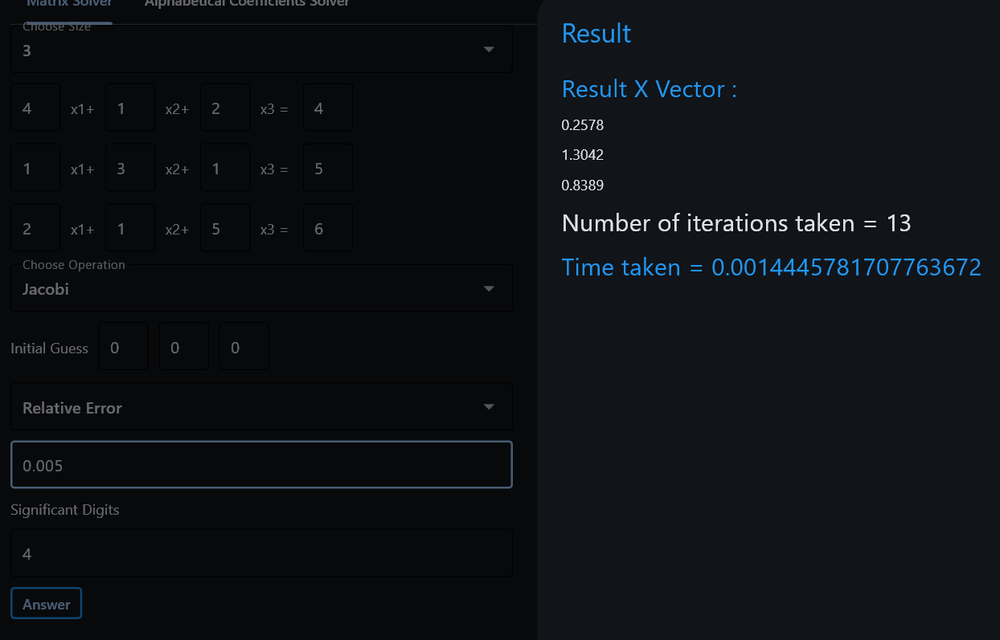 Matrix Solver Alphabetical Coefficients Solver
Choose Size
3
4 x1+ 1 x2+ 2 x3 = 4
1 x1+ 3 x2+ 1 x3 = 5
2 x1+ 1 x2+ 5 x3 = 6
Choose Operation
Jacobi
Initial Guess 0 0 0
Relative Error
0.005
Significant Digits
4
Answer
Result
Result X Vector :
0.2578
1.3042
0.8389
Number of iterations taken = 13
Time taken = 0.0014445781707763672